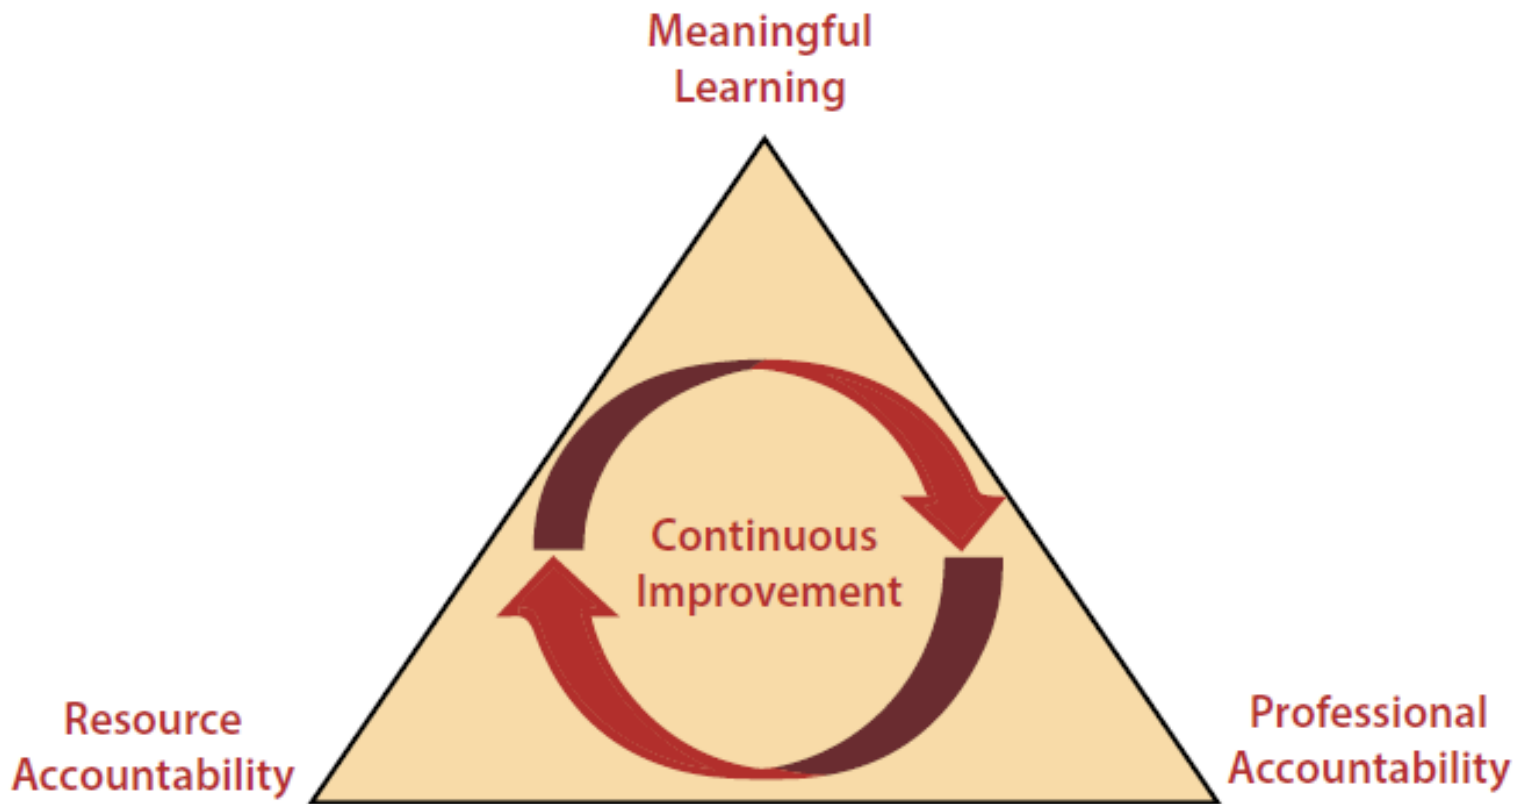 Meaningful
Learning
Continuous
Improvement
Resource
Accountability
Professional
Accountability